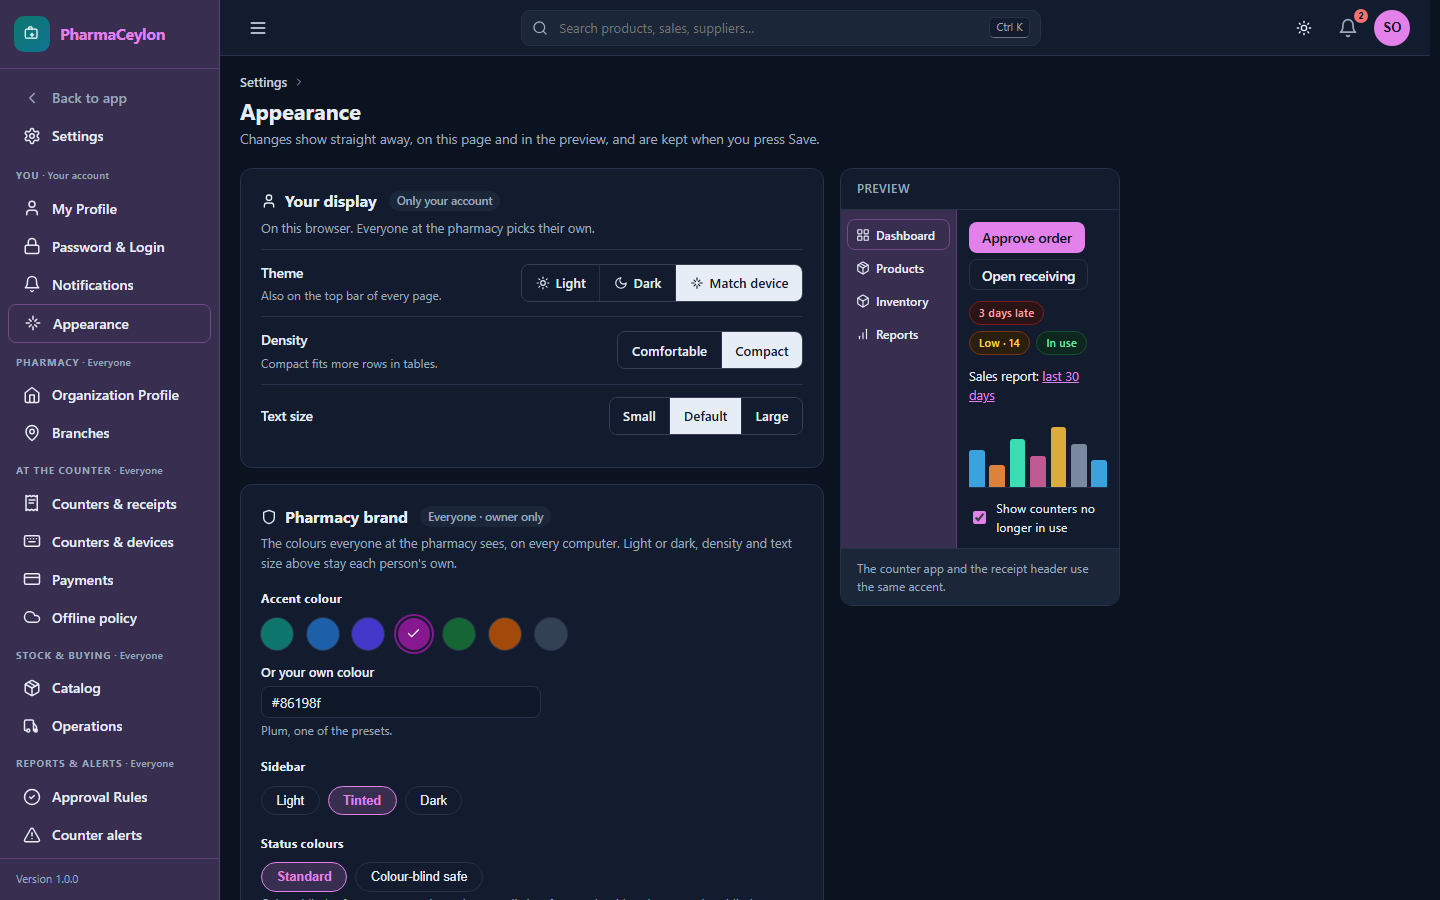 PharmaCeylon
Search products, sales, suppliers...
Ctrl K
2
SO
Back to app
Settings
YOU · Your account
My Profile
Password & Login
Notifications
Appearance
PHARMACY · Everyone
Organization Profile
Branches
AT THE COUNTER · Everyone
Counters & receipts
Counters & devices
Payments
Offline policy
STOCK & BUYING · Everyone
Catalog
Operations
REPORTS & ALERTS · Everyone
Approval Rules
Counter alerts
Version 1.0.0
Settings
Appearance
Changes show straight away, on this page and in the preview, and are kept when you press Save.
Your display
Only your account
On this browser. Everyone at the pharmacy picks their own.
Theme
Also on the top bar of every page.
Light
Dark
Match device
Density
Compact fits more rows in tables.
Comfortable
Compact
Text size
Small
Default
Large
Pharmacy brand
Everyone · owner only
The colours everyone at the pharmacy sees, on every computer. Light or dark, density and text
size above stay each person's own.
Accent colour
Or your own colour
#86198f
Plum, one of the presets.
Sidebar
Light
Tinted
Dark
Status colours
Standard
Colour-blind safe
PREVIEW
Dashboard
Products
Inventory
Reports
Approve order
Open receiving
3 days late
Low · 14
In use
Sales report: last 30
days
Show counters no
longer in use
The counter app and the receipt header use
the same accent.